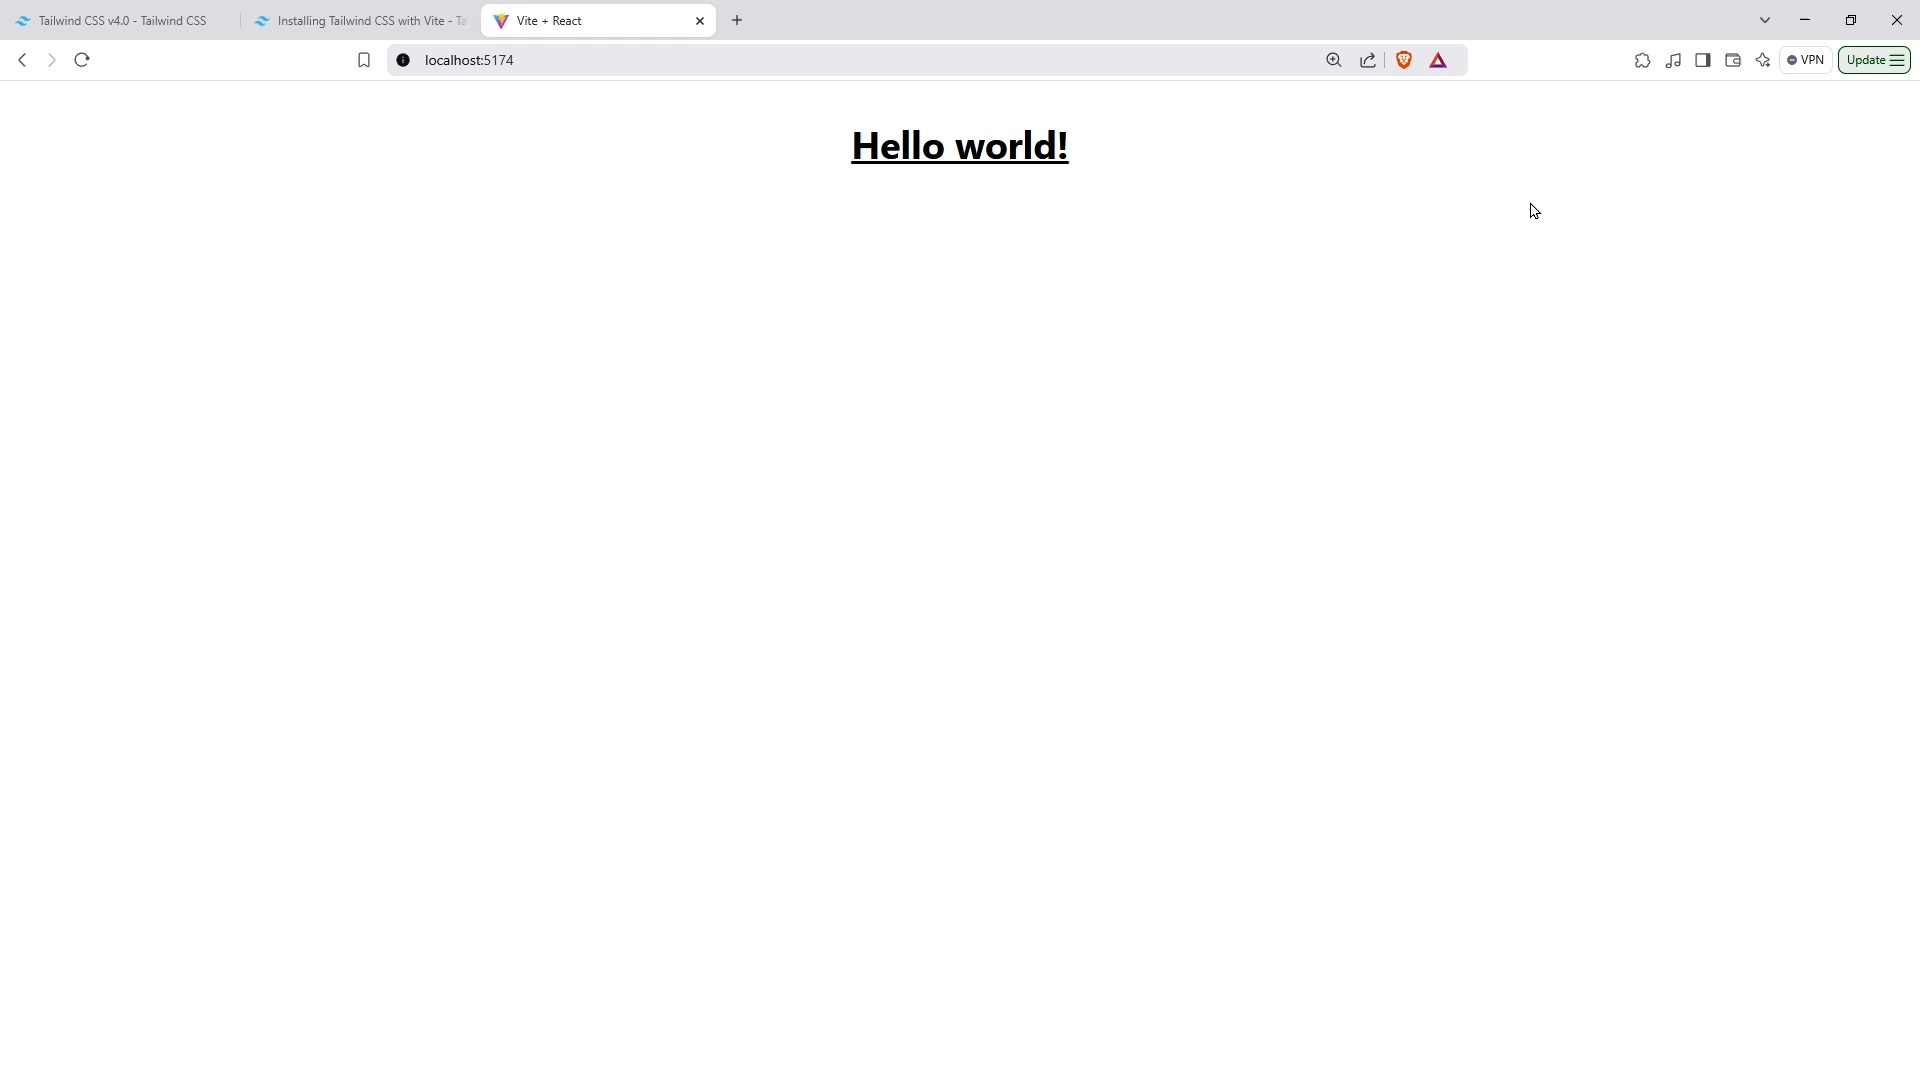 Tailwind CSS v4.0 - Tailwind CSS
Installing Tailwind CSS with Vite - Ta
Vite + React
localhost:5174
VPN
Update
Hello world!